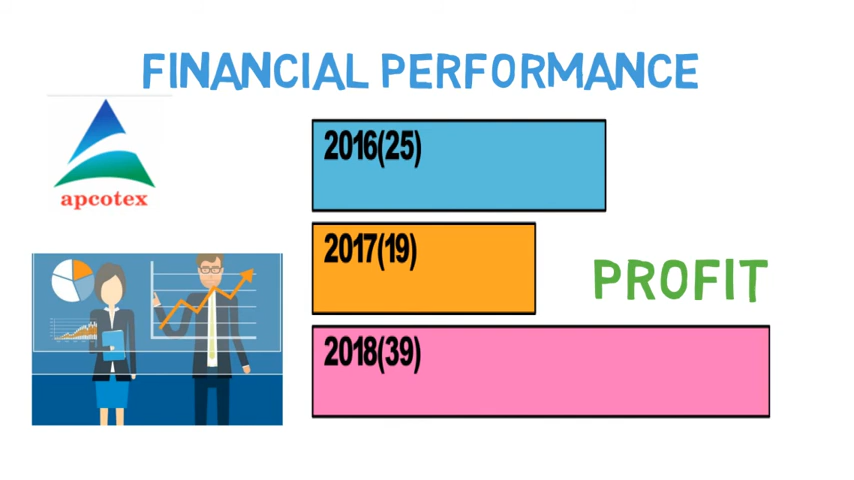 FINANCIAL PERFORMANCE
apcotex
2016(25)
2017(19)
PROFIT
2018(39)